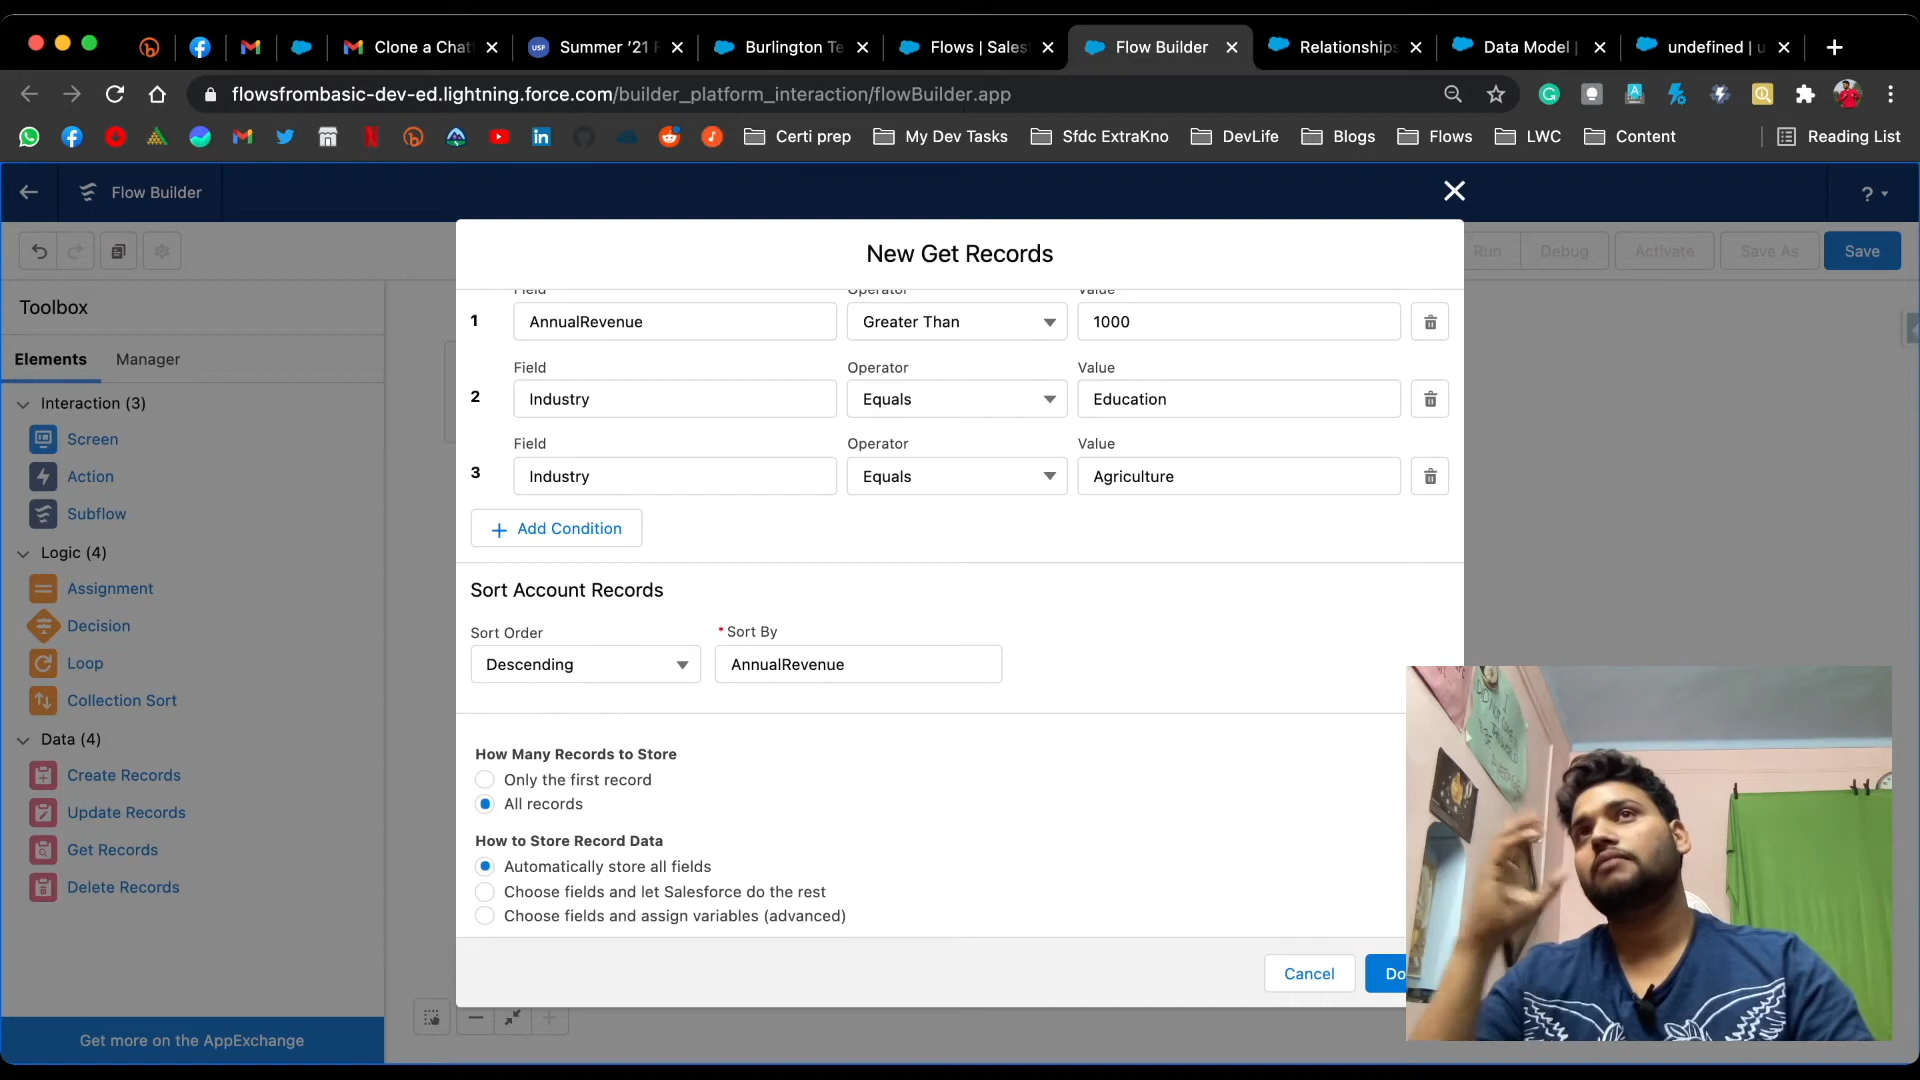 Clone a Chat
Summer '21 F
Burlington Te
Flows | Sales
Flow Builder
Relationships
Data Model |
undefined | u
flowsfrombasic-dev-ed.lightning.force.com/builder_platform_interaction/flowBuilder.app
Certi prep
My Dev Tasks
Sfdc ExtraKno
DevLife
Blogs
Flows
LWC
Content
Reading List
Flow Builder
?
Run
Debug
Activate
Save As
Save
Toolbox
Elements
Manager
Interaction (3)
Screen
Action
Subflow
Logic (4)
Assignment
Decision
Loop
Collection Sort
Data (4)
Create Records
Update Records
Get Records
Delete Records
Get more on the AppExchange
New Get Records
Field Operator Value
1 AnnualRevenue Greater Than 1000
Field Operator Value
2 Industry Equals Education
Field Operator Value
3 Industry Equals Agriculture
+ Add Condition
Sort Account Records
Sort Order * Sort By
Descending AnnualRevenue
How Many Records to Store
Only the first record
All records
How to Store Record Data
Automatically store all fields
Choose fields and let Salesforce do the rest
Choose fields and assign variables (advanced)
Cancel
Do